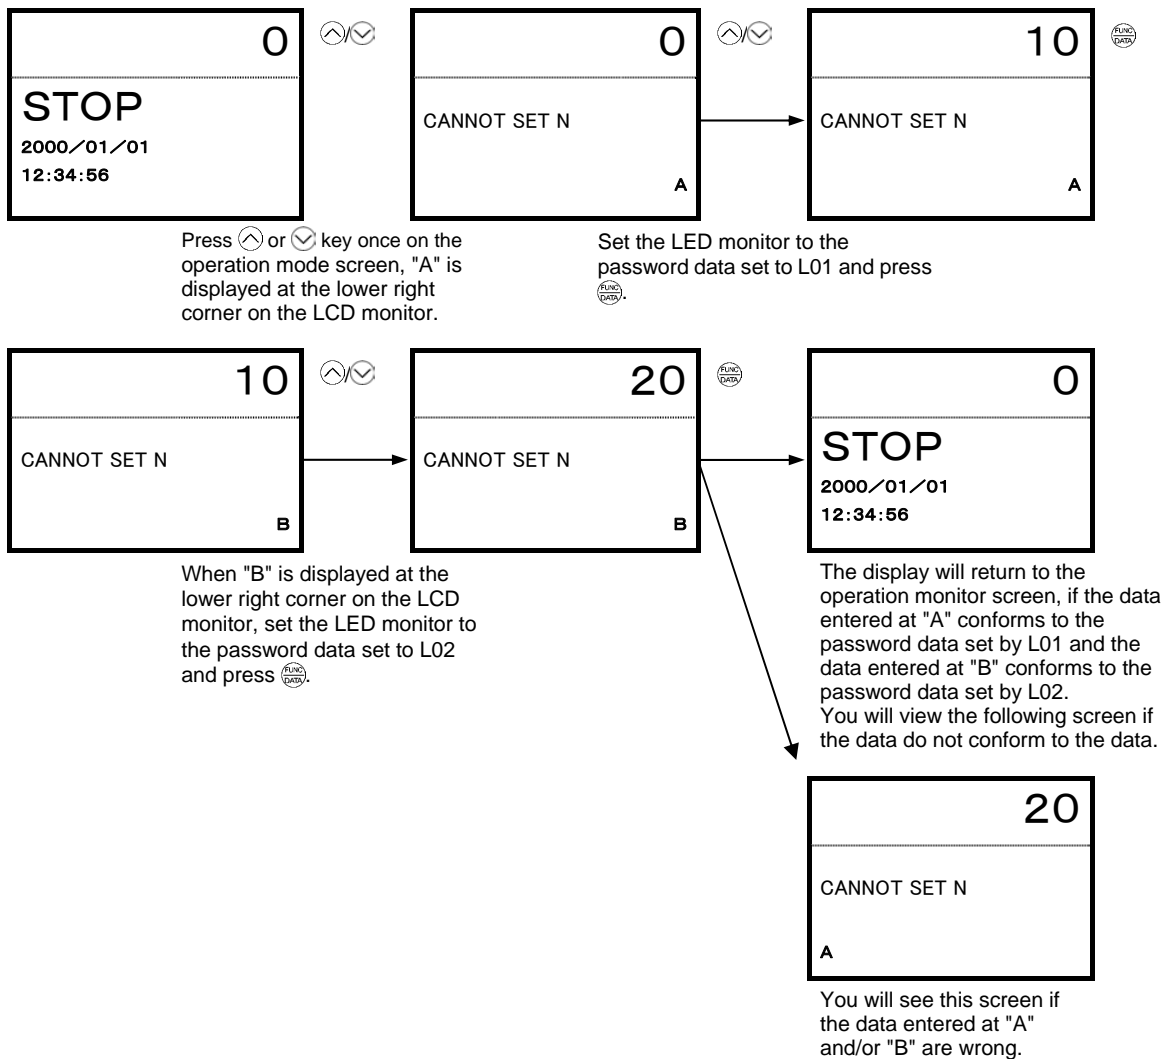 0
STOP
2000/01/01
12:34:56
0
CANNOT SET N
A
10
CANNOT SET N
A
FUNC
DATA
Press or key once on the
operation mode screen, "A" is
displayed at the lower right
corner on the LCD monitor.
Set the LED monitor to the
password data set to L01 and press
FUNC
DATA
.
10
CANNOT SET N
B
20
CANNOT SET N
B
FUNC
DATA
0
STOP
2000/01/01
12:34:56
When "B" is displayed at the
lower right corner on the LCD
monitor, set the LED monitor to
the password data set to L02
and press FUNC
DATA
.
The display will return to the
operation monitor screen, if the data
entered at "A" conforms to the
password data set by L01 and the
data entered at "B" conforms to the
password data set by L02.
You will view the following screen if
the data do not conform to the data.
20
CANNOT SET N
A
You will see this screen if
the data entered at "A"
and/or "B" are wrong.